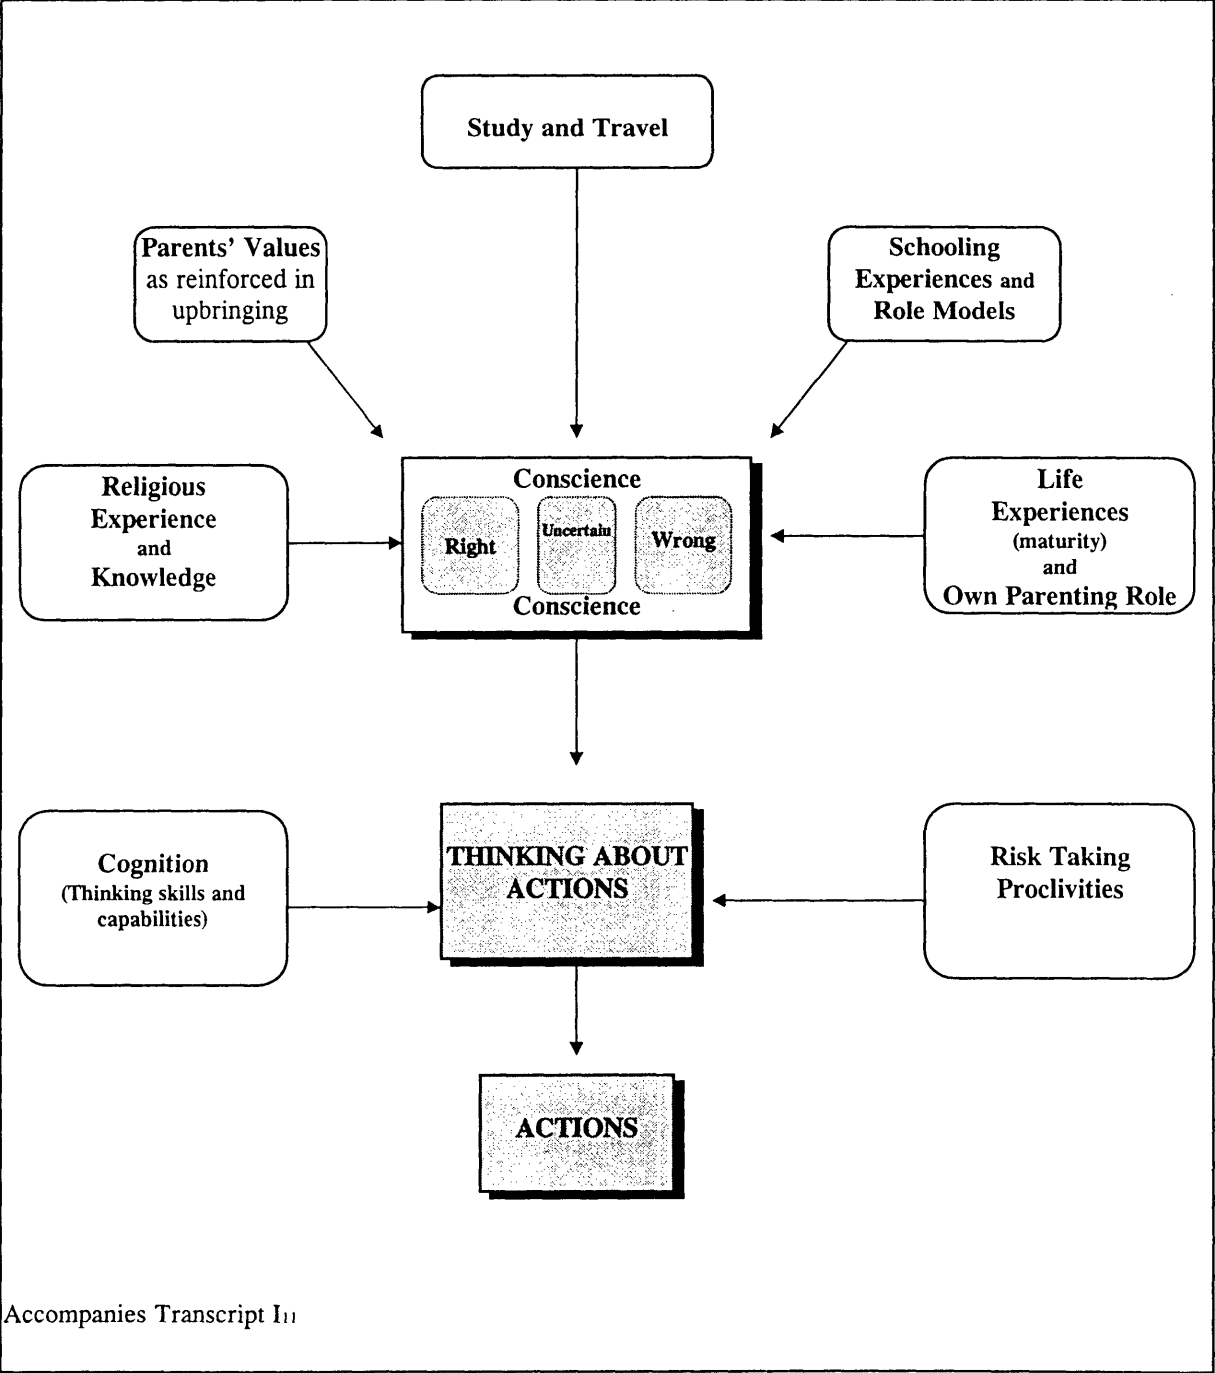 Study and Travel
Parents' Values
as reinforced in
upbringing
Schooling
Experiences and
Role Models
Religious
Experience
and
Knowledge
Conscience
Right
Uncertain
Wrong
Conscience
Life
Experiences
(maturity)
and
Own Parenting Role
Cognition
(Thinking skills and
capabilities)
THINKING ABOUT
ACTIONS
Risk Taking
Proclivities
ACTIONS
Accompanies Transcript